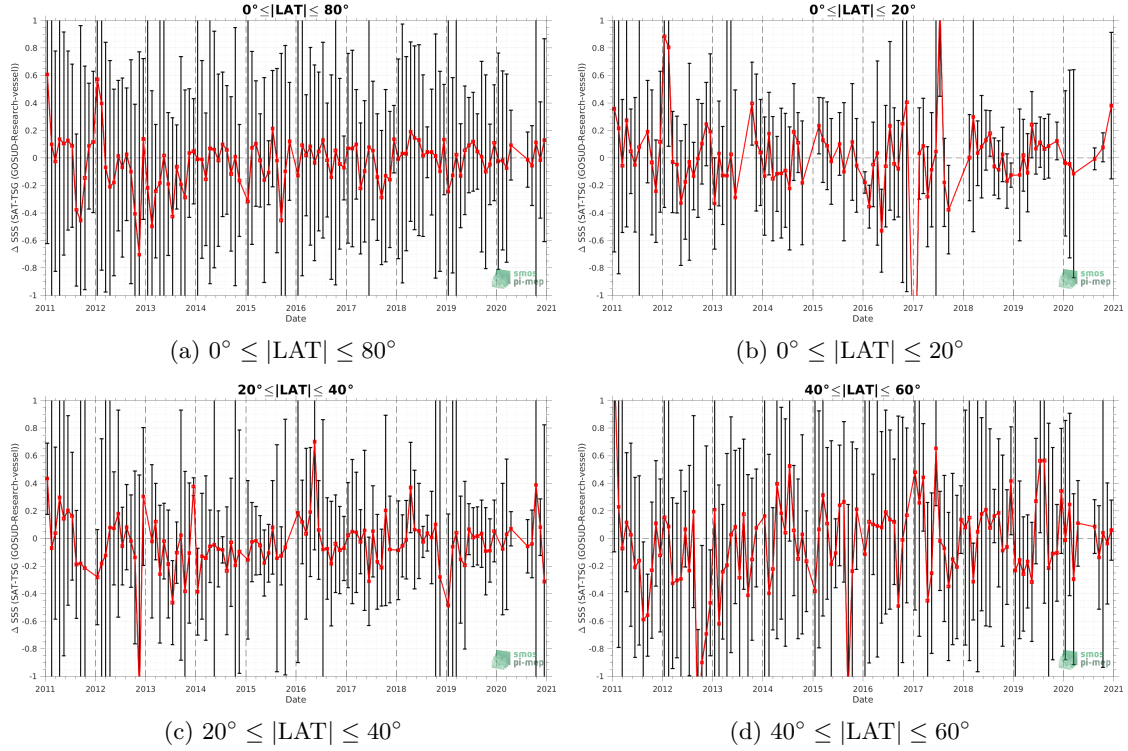 0°≤|LAT|≤ 80°
Δ SSS (SAT-TSG (GOSUD-Research-vessel))
1
0.8
0.6
0.4
0.2
0
-0.2
-0.4
-0.6
-0.8
-1
2011 2012 2013 2014 2015 2016 2017 2018 2019 2020 2021
Date
smos
pi-mep
(a) 0° ≤ |LAT| ≤ 80°
0°≤|LAT|≤ 20°
Δ SSS (SAT-TSG (GOSUD-Research-vessel))
1
0.8
0.6
0.4
0.2
0
-0.2
-0.4
-0.6
-0.8
-1
2011 2012 2013 2014 2015 2016 2017 2018 2019 2020 2021
Date
smos
pi-mep
(b) 0° ≤ |LAT| ≤ 20°
20°≤|LAT|≤ 40°
Δ SSS (SAT-TSG (GOSUD-Research-vessel))
1
0.8
0.6
0.4
0.2
0
-0.2
-0.4
-0.6
-0.8
-1
2011 2012 2013 2014 2015 2016 2017 2018 2019 2020 2021
Date
smos
pi-mep
(c) 20° ≤ |LAT| ≤ 40°
40°≤|LAT|≤ 60°
Δ SSS (SAT-TSG (GOSUD-Research-vessel))
1
0.8
0.6
0.4
0.2
0
-0.2
-0.4
-0.6
-0.8
-1
2011 2012 2013 2014 2015 2016 2017 2018 2019 2020 2021
Date
smos
pi-mep
(d) 40° ≤ |LAT| ≤ 60°